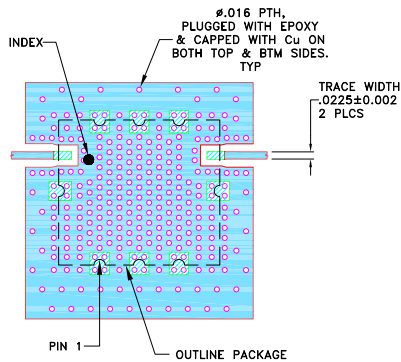 ø.016 PTH,
PLUGGED WITH EPOXY
& CAPPED WITH Cu ON
BOTH TOP & BTM SIDES.
TYP
INDEX
TRACE WIDTH
.0225±0.002
2 PLCS
PIN 1
OUTLINE PACKAGE